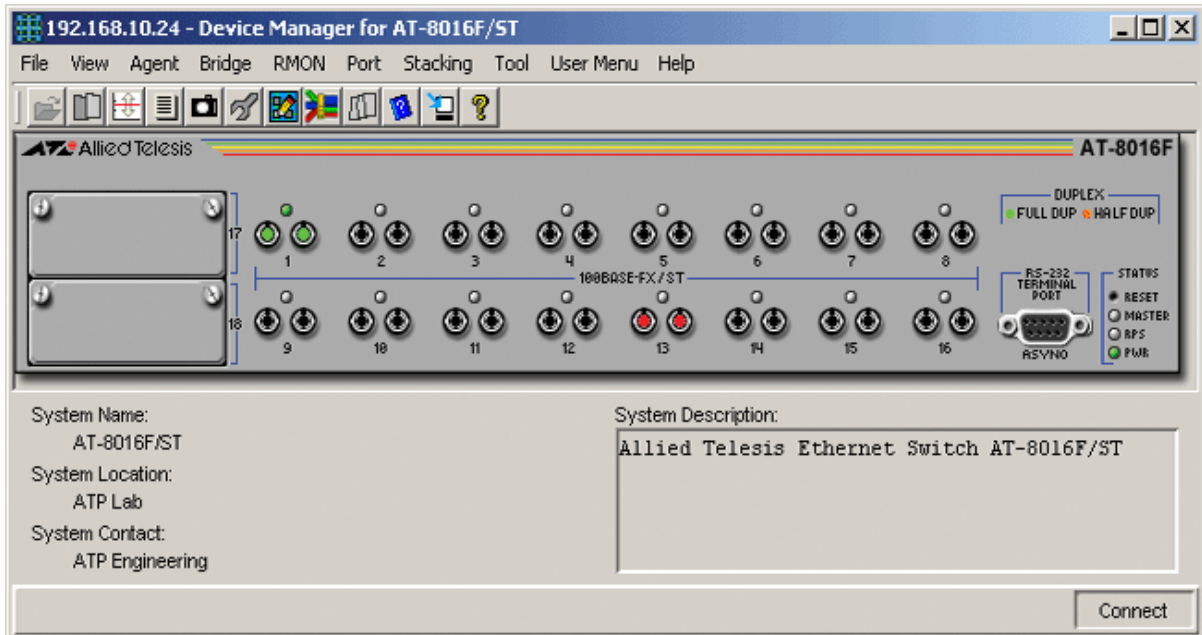 192.168.10.24 - Device Manager for AT-8016F/ST
File View Agent Bridge RMON Port Stacking Tool User Menu Help
Allied Telesis
AT-8016F
DUPLEX
FULL DUP HALF DUP
17
1 2 3 4 5 6 7 8
100BASE-FX/ST
RS-232
TERMINAL
PORT
STATUS
RESET
MASTER
RPS
PWR
18
9 10 11 12 13 14 15 16
ASYNO
System Name:
AT-8016F/ST
System Location:
ATP Lab
System Contact:
ATP Engineering
System Description:
Allied Telesis Ethernet Switch AT-8016F/ST
Connect